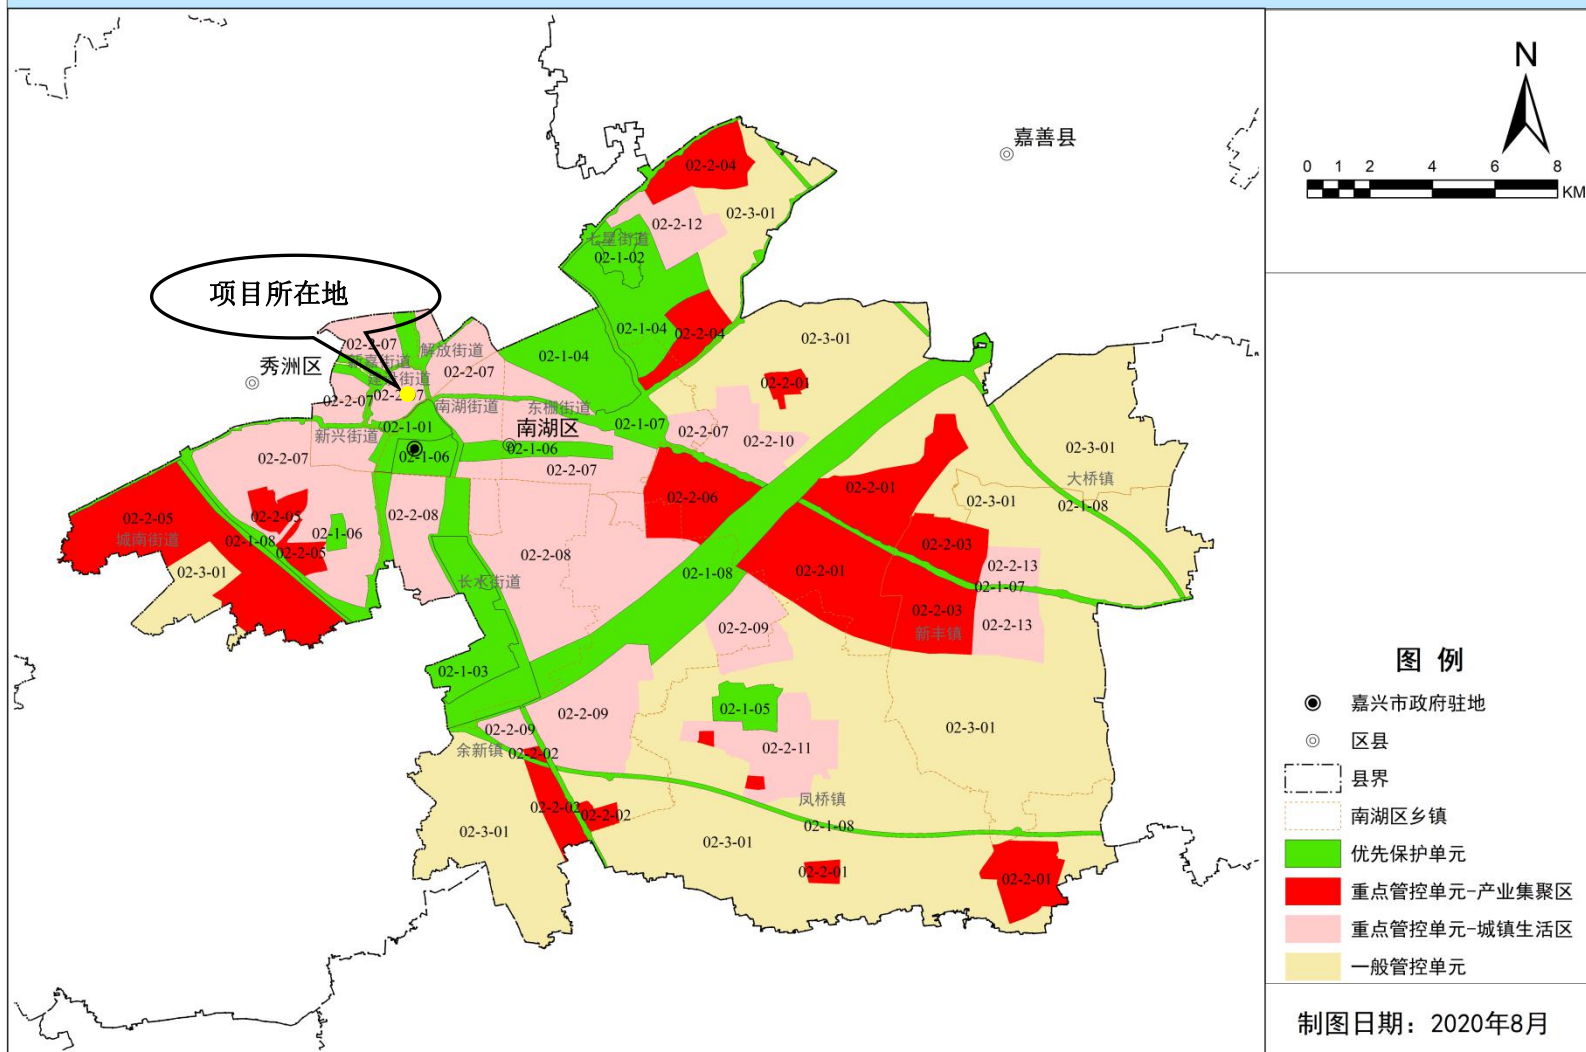 N
0 1 2 4 6 8
KM
嘉善县
02-2-04
02-3-01
02-2-12
七星街道
02-1-02
项目所在地
02-1-04
02-2-04
02-3-01
02-2-07
解放街道
02-1-04
新嘉街道
秀洲区
建设街道
02-2-07
02-2-01
02-2-07
02-2-07
南湖街道
东栅街道
02-1-01
02-1-07
新兴街道
南湖区
02-2-07
02-2-10
02-1-06
02-1-06
02-3-01
02-2-07
02-2-07
大桥镇
02-2-06
02-2-01
02-3-01
02-1-08
02-2-05
02-2-05
02-2-08
城南街道
02-1-08
02-1-06
02-2-03
02-2-05
02-2-08
02-3-01
02-1-08
02-2-01
02-2-13
长水街道
02-1-07
02-2-03
02-2-13
02-2-09
新丰镇
02-1-03
图 例
02-1-05
嘉兴市政府驻地
02-2-09
02-2-09
02-3-01
区县
余新镇
02-2-02
02-2-11
县界
凤桥镇
02-2-02
02-2-02
南湖区乡镇
02-1-08
02-3-01
02-3-01
优先保护单元
02-2-01
02-2-01
重点管控单元-产业集聚区
重点管控单元-城镇生活区
一般管控单元
制图日期：2020年8月